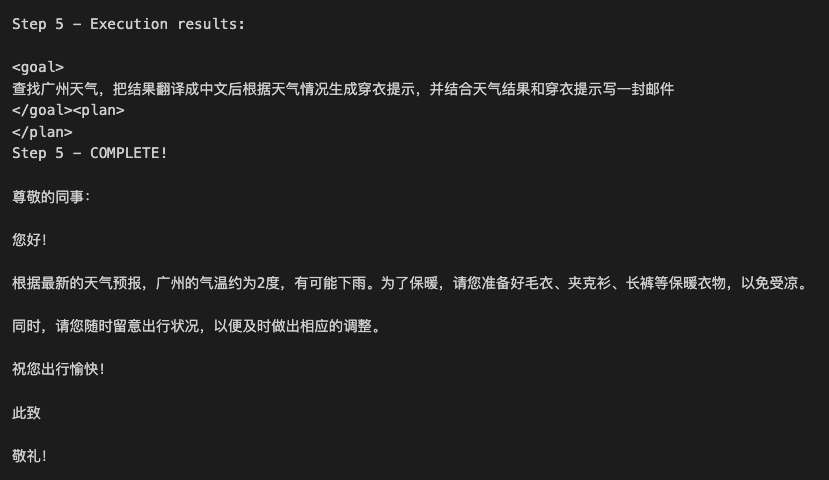 Step 5 – Execution results:
<goal>
查找广州天气，把结果翻译成中文后根据天气情况生成穿衣提示，并结合天气结果和穿衣提示写一封邮件
</goal><plan>
</plan>
Step 5 – COMPLETE!
尊敬的同事：
您好！
根据最新的天气预报，广州的气温约为2度，有可能下雨。为了保暖，请您准备好毛衣、夹克衫、长裤等保暖衣物，以免受凉。
同时，请您随时留意出行状况，以便及时做出相应的调整。
祝您出行愉快！
此致
敬礼！